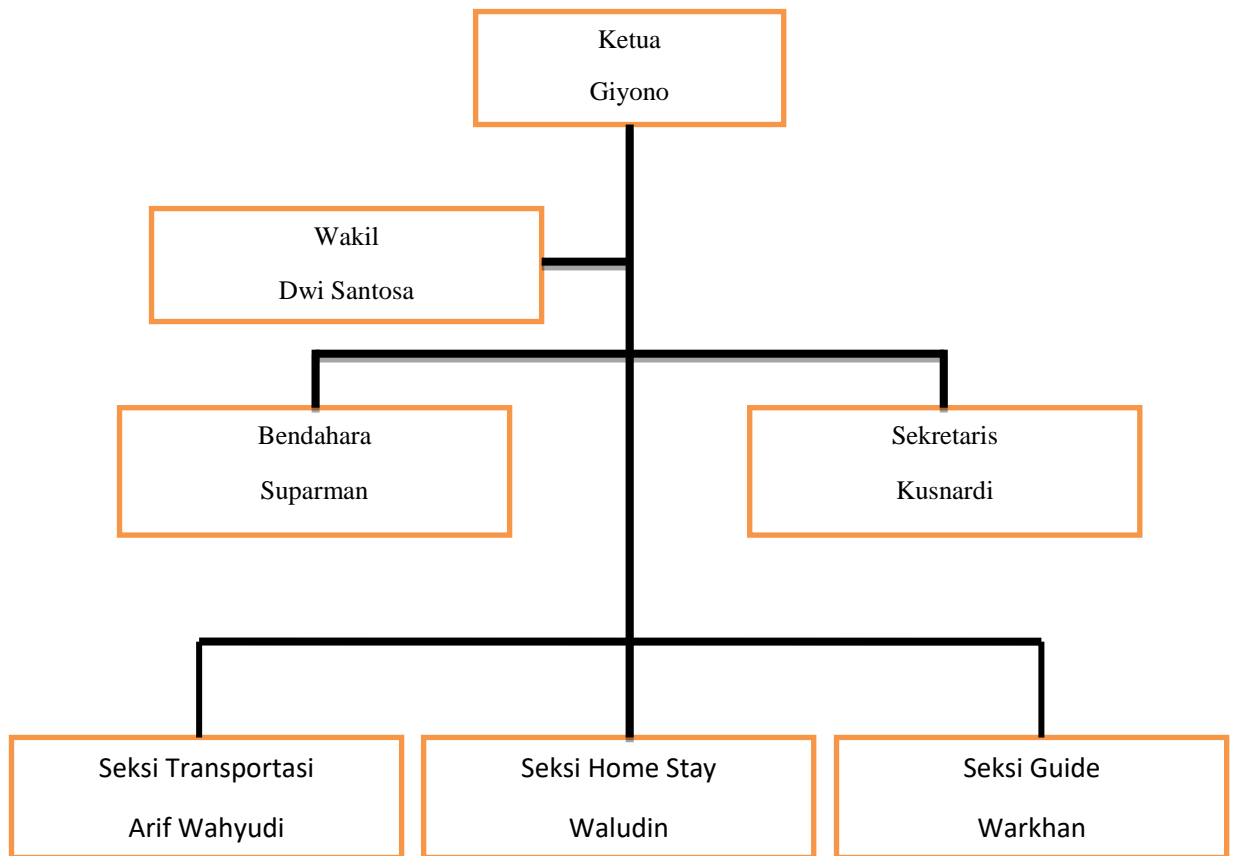 Ketua
Giyono
Wakil
Dwi Santosa
Bendahara
Suparman
Sekretaris
Kusnardi
Seksi Transportasi
Arif Wahyudi
Seksi Home Stay
Waludin
Seksi Guide
Warkhan